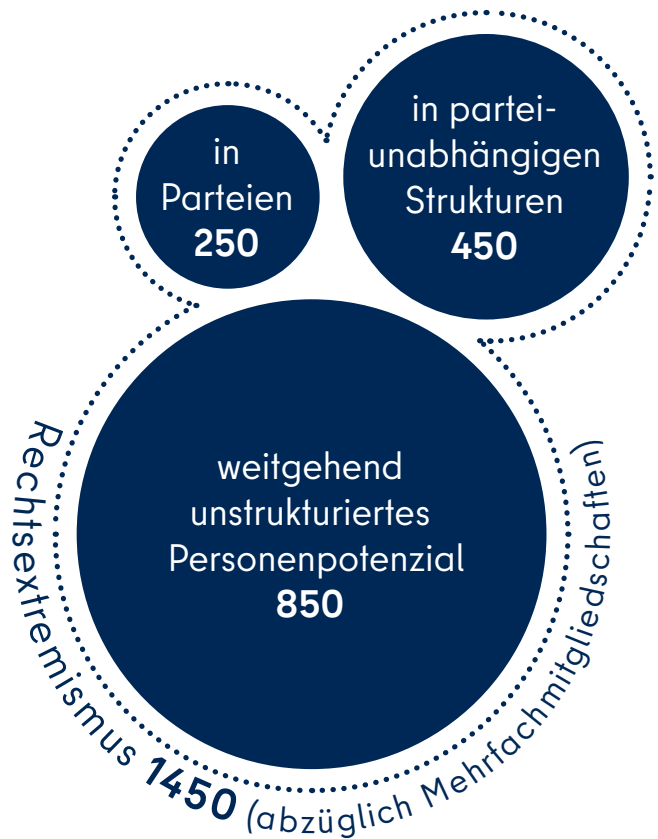 in
Parteien
250
in partei-
unabhängigen
Strukturen
450
weitgehend
unstrukturiertes
Personenpotenzial
850
Rechtsextremismus 1450 (abzüglich Mehrfachmitgliedschaften)